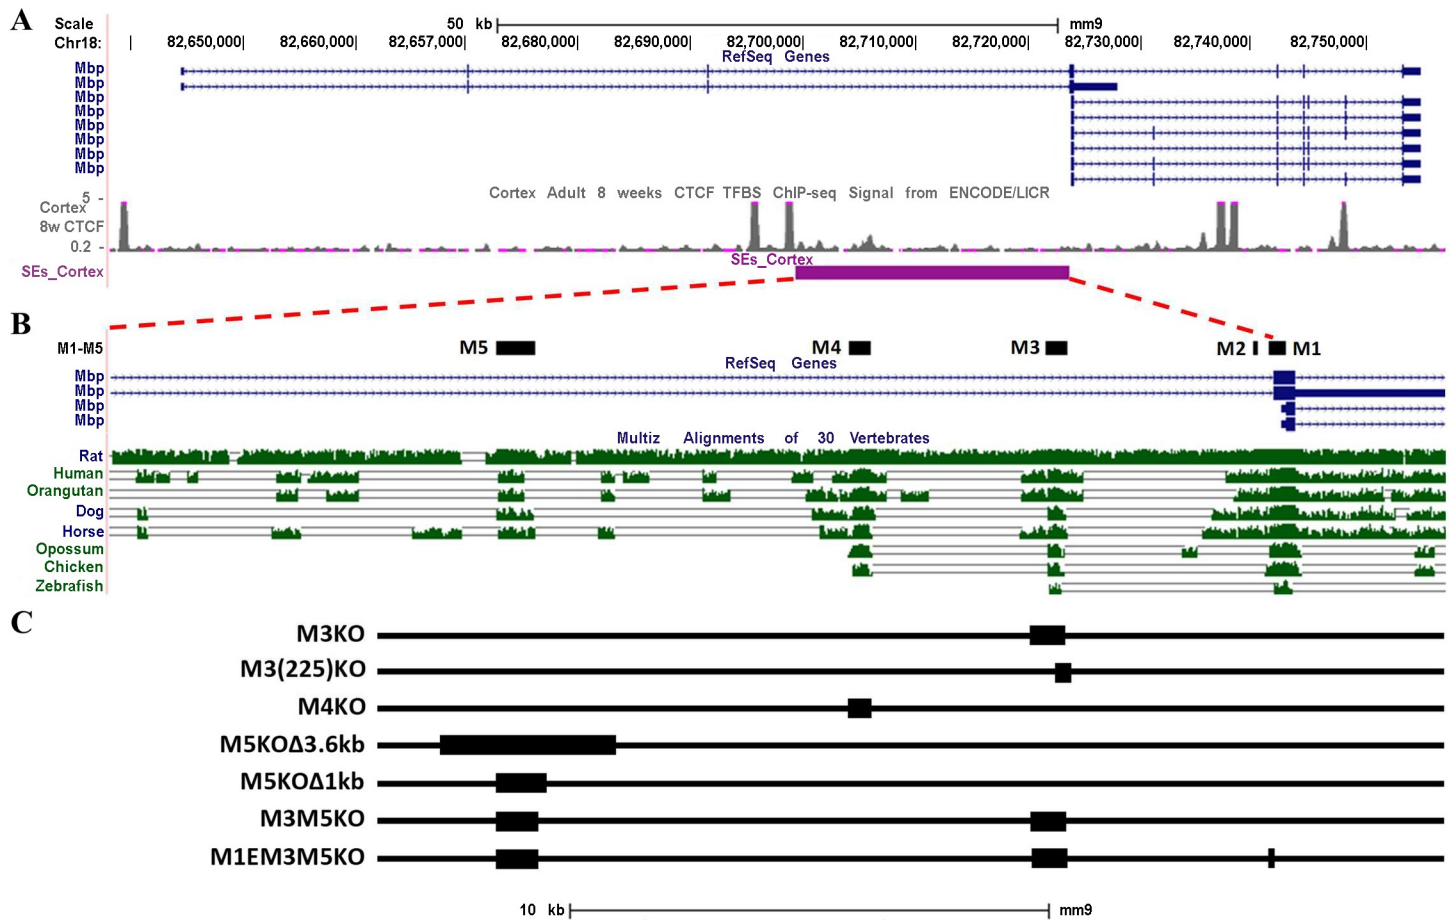 A
Scale 50 kb mm9
Chr18: 82,650,000 82,660,000 82,657,000 82,680,000 82,690,000 82,700,000 82,710,000 82,720,000 82,730,000 82,740,000 82,750,000
RefSeq Genes
Mbp
Mbp
Mbp
Mbp
Mbp
Mbp
Mbp
Mbp
Cortex Adult 8 weeks CTCF TFBS ChIP-seq Signal from ENCODE/LICR
5 -
Cortex
8w CTCF
0.2 -
SEs_Cortex
SEs_Cortex
B
M1-M5 M5 M4 M3 M2 M1
RefSeq Genes
Mbp
Mbp
Mbp
Mbp
Multiz Alignments of 30 Vertebrates
Rat
Human
Orangutan
Dog
Horse
Opossum
Chicken
Zebrafish
C
M3KO
M3(225)KO
M4KO
M5KOΔ3.6kb
M5KOΔ1kb
M3M5KO
M1EM3M5KO
10 kb mm9